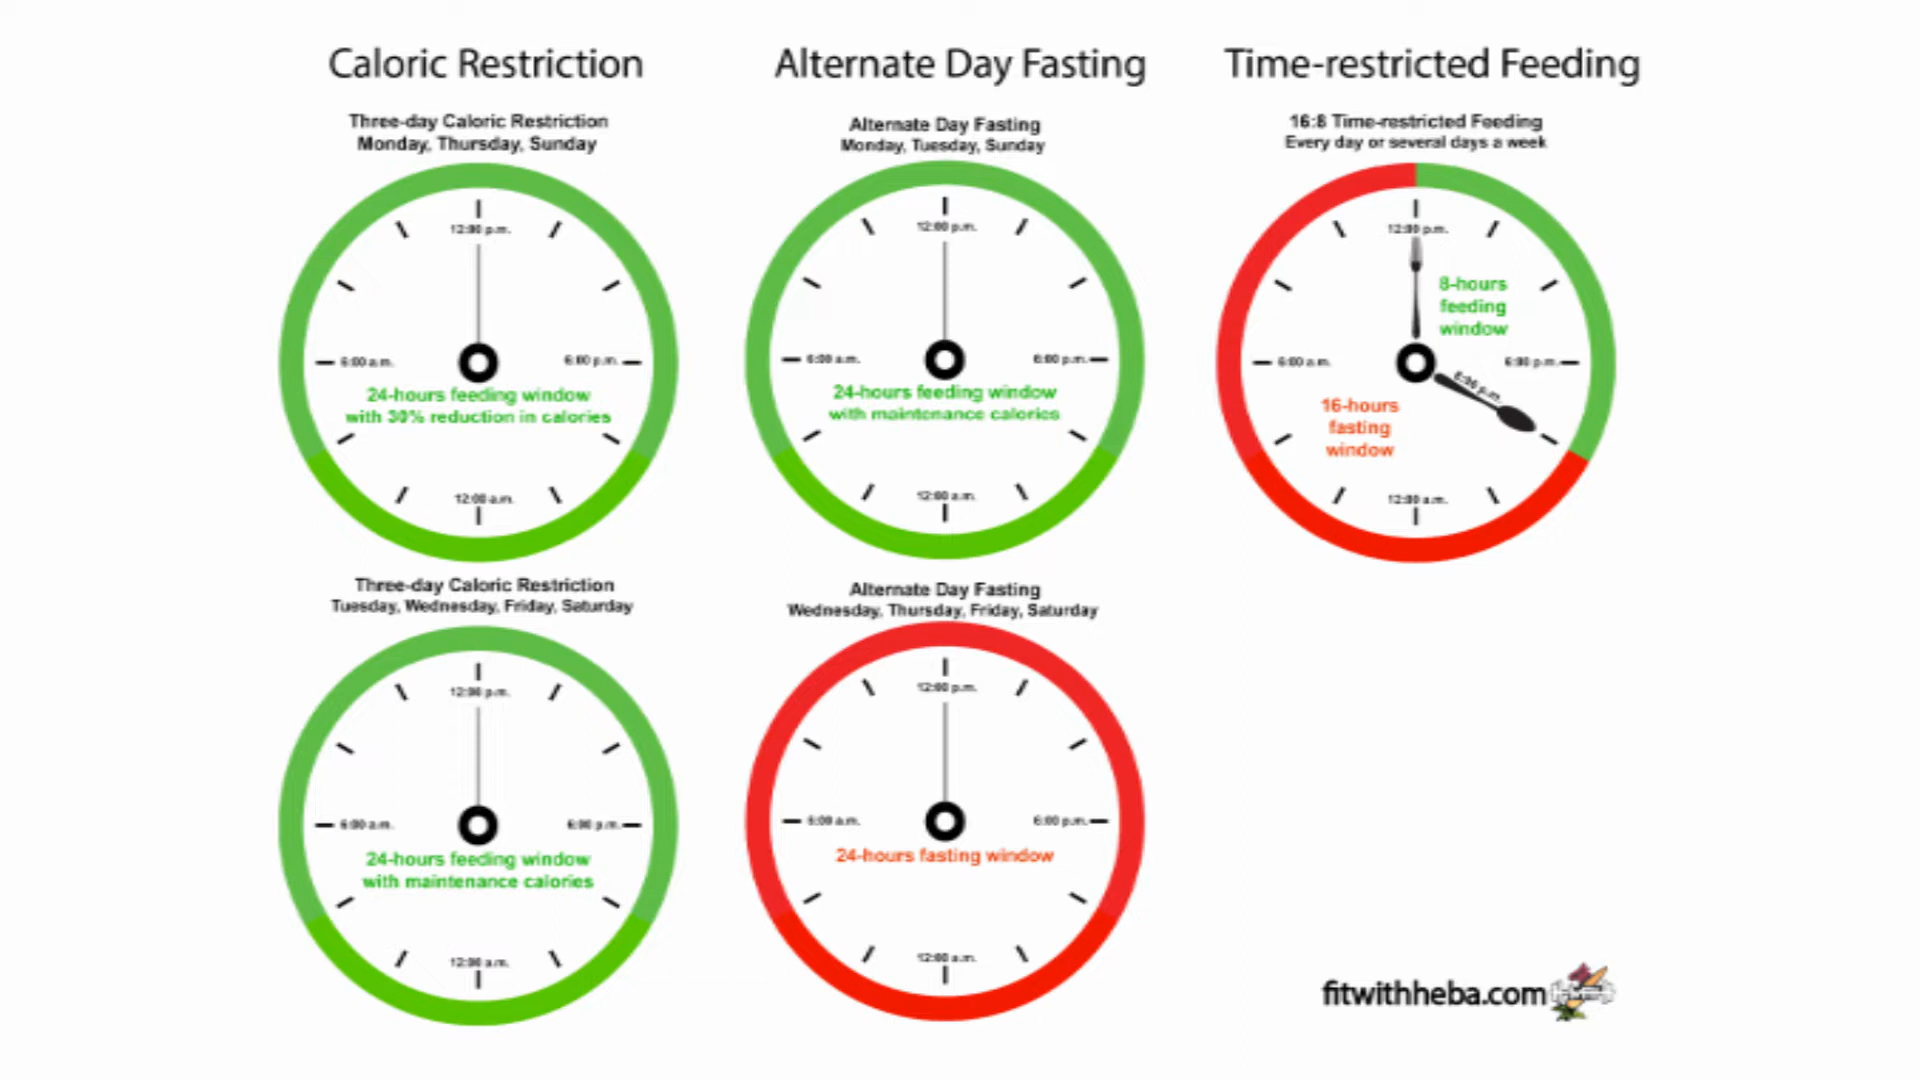 Caloric Restriction
Three-day Caloric Restriction
Monday, Thursday, Sunday
12:00 p.m.
6:00 a.m.
6:00 p.m.
24-hours feeding window
with 30% reduction in calories
12:00 a.m.
Three-day Caloric Restriction
Tuesday, Wednesday, Friday, Saturday
12:00 p.m.
6:00 a.m.
6:00 p.m.
24-hours feeding window
with maintenance calories
12:00 a.m.
Alternate Day Fasting
Alternate Day Fasting
Monday, Tuesday, Sunday
12:00 p.m.
6:00 a.m.
6:00 p.m.
24-hours feeding window
with maintenance calories
12:00 a.m.
Alternate Day Fasting
Wednesday, Thursday, Friday, Saturday
12:00 p.m.
6:00 a.m.
6:00 p.m.
24-hours fasting window
12:00 a.m.
Time-restricted Feeding
16:8 Time-restricted Feeding
Every day or several days a week
12:00 p.m.
8-hours
feeding
window
6:00 a.m.
6:00 p.m.
p.m.
16-hours
fasting
window
12:00 a.m.
fitwithheba.com